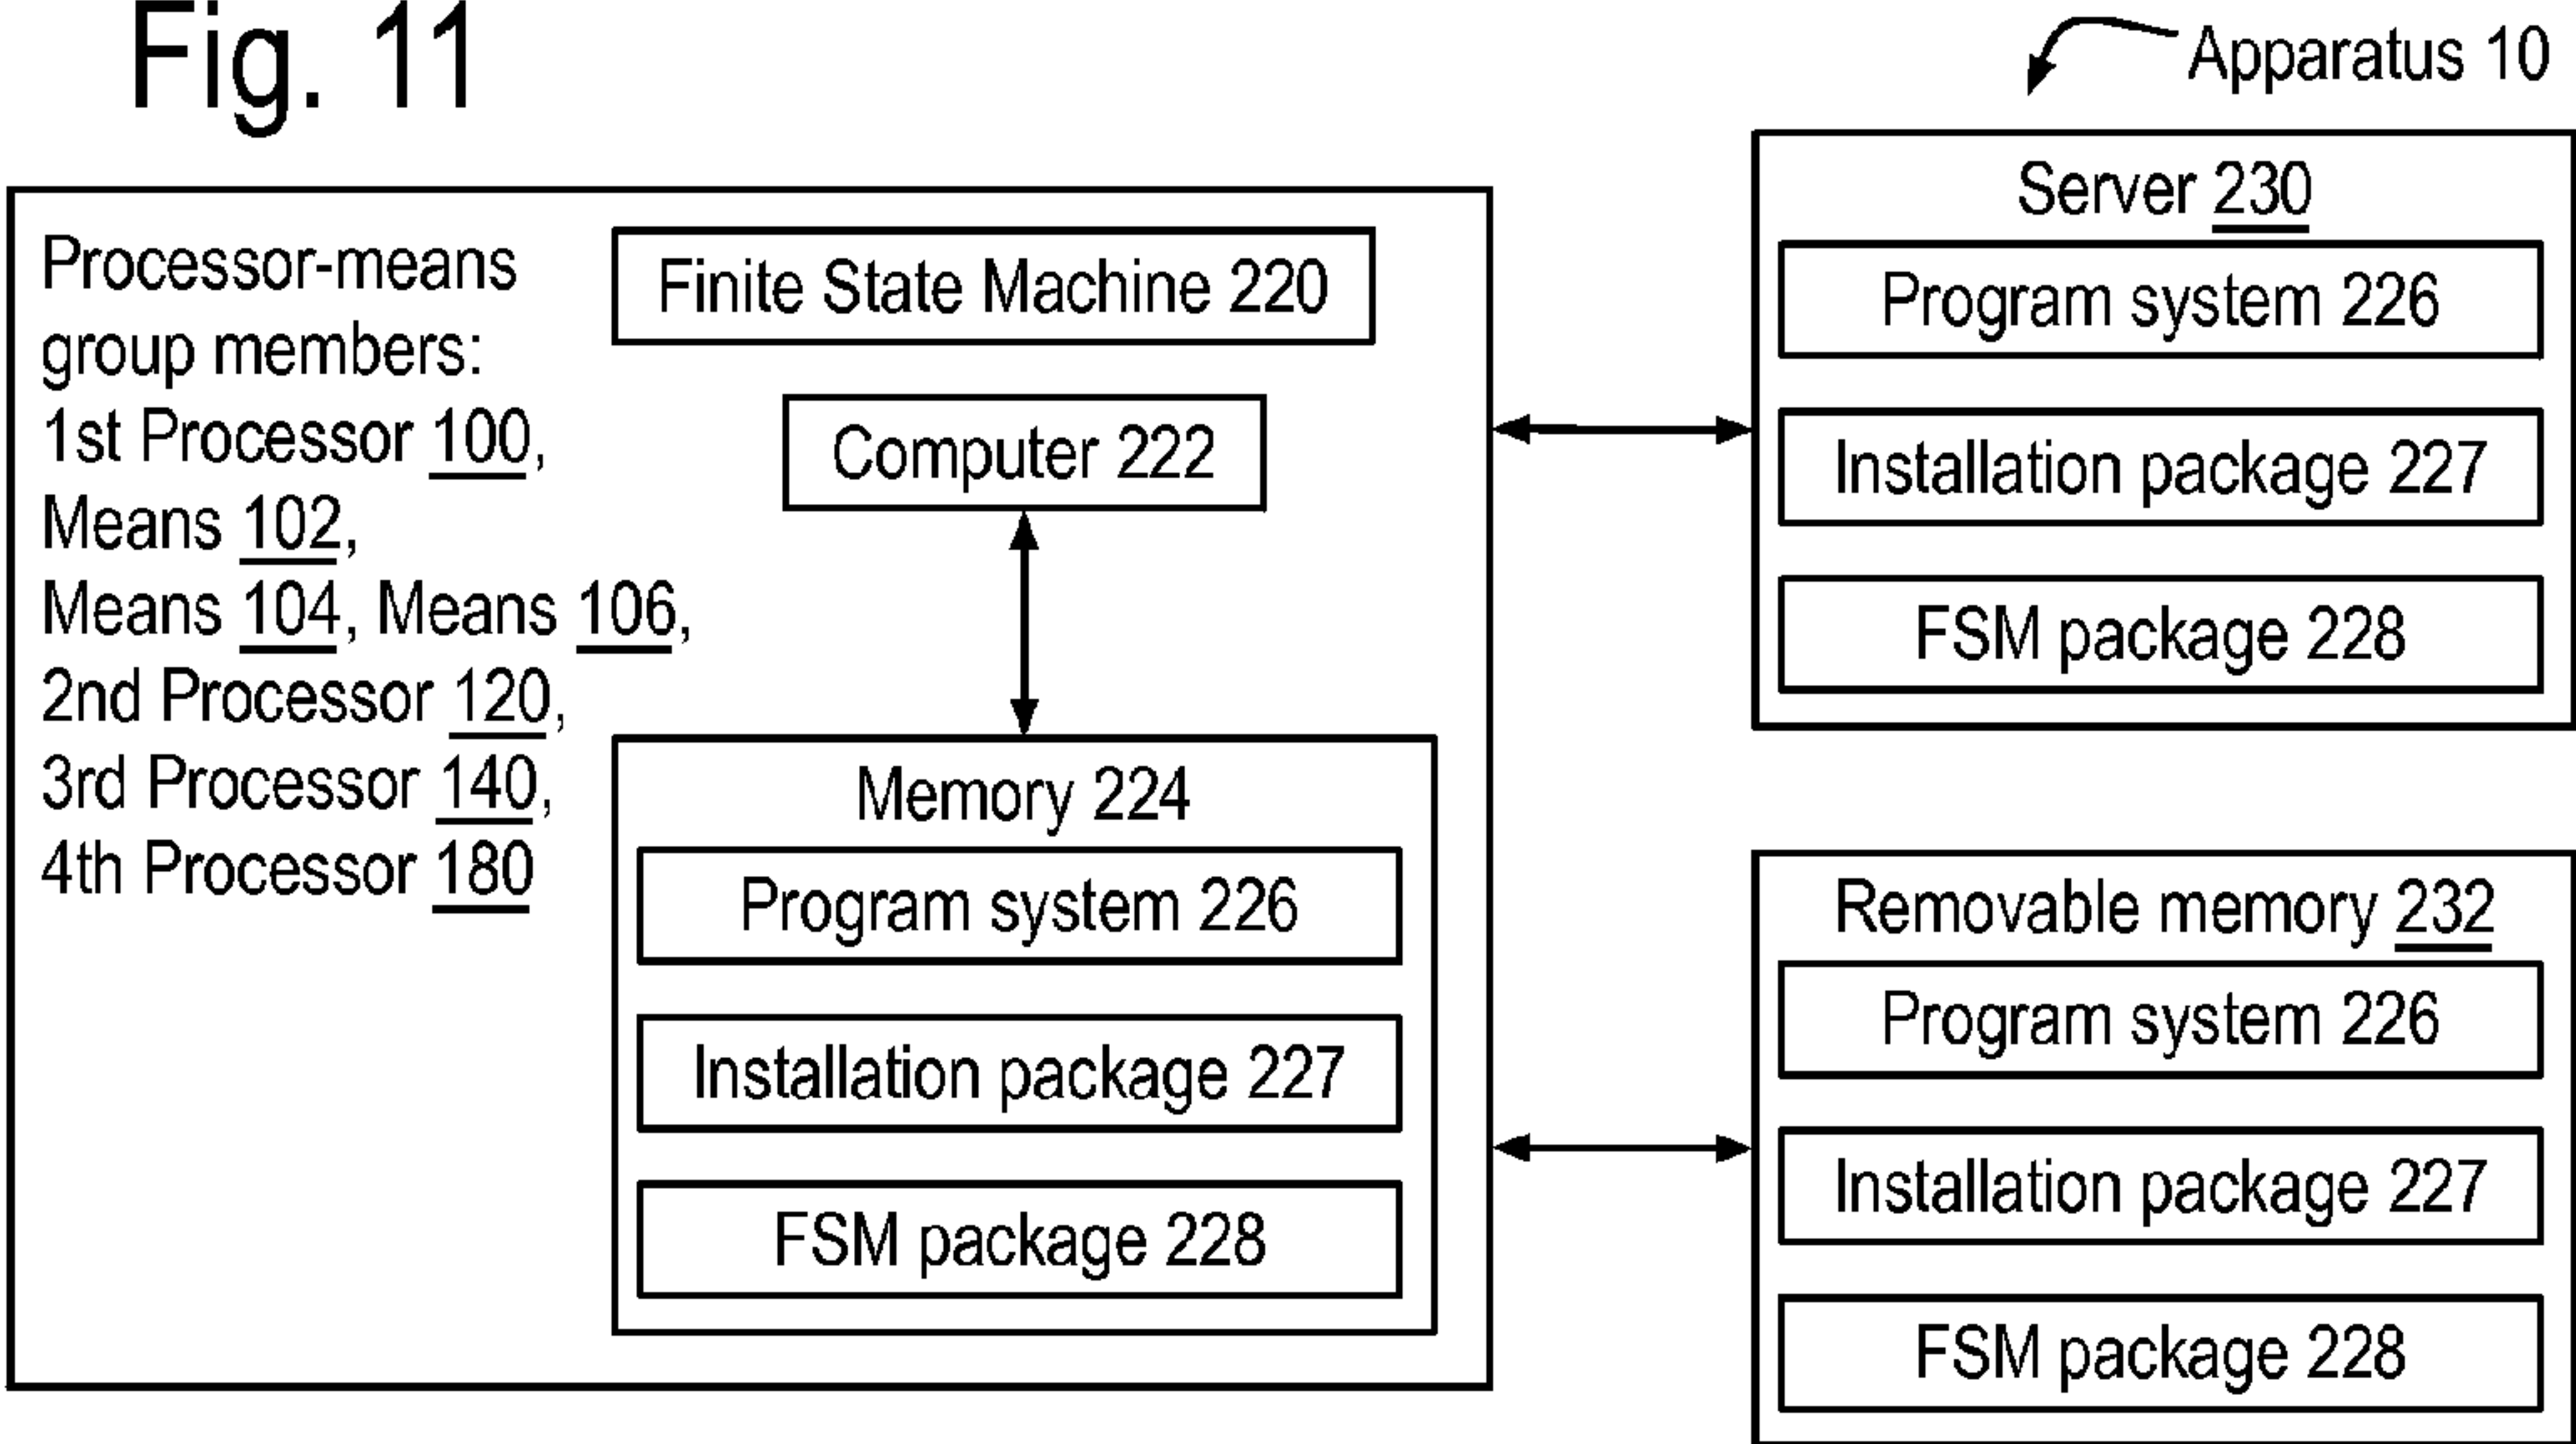 Fig. 11
Apparatus 10
Processor-means
group members:
1st Processor 100,
Means 102,
Means 104, Means 106,
2nd Processor 120,
3rd Processor 140,
4th Processor 180
Finite State Machine 220
Computer 222
Memory 224
Program system 226
Installation package 227
FSM package 228
Server 230
Program system 226
Installation package 227
FSM package 228
Removable memory 232
Program system 226
Installation package 227
FSM package 228